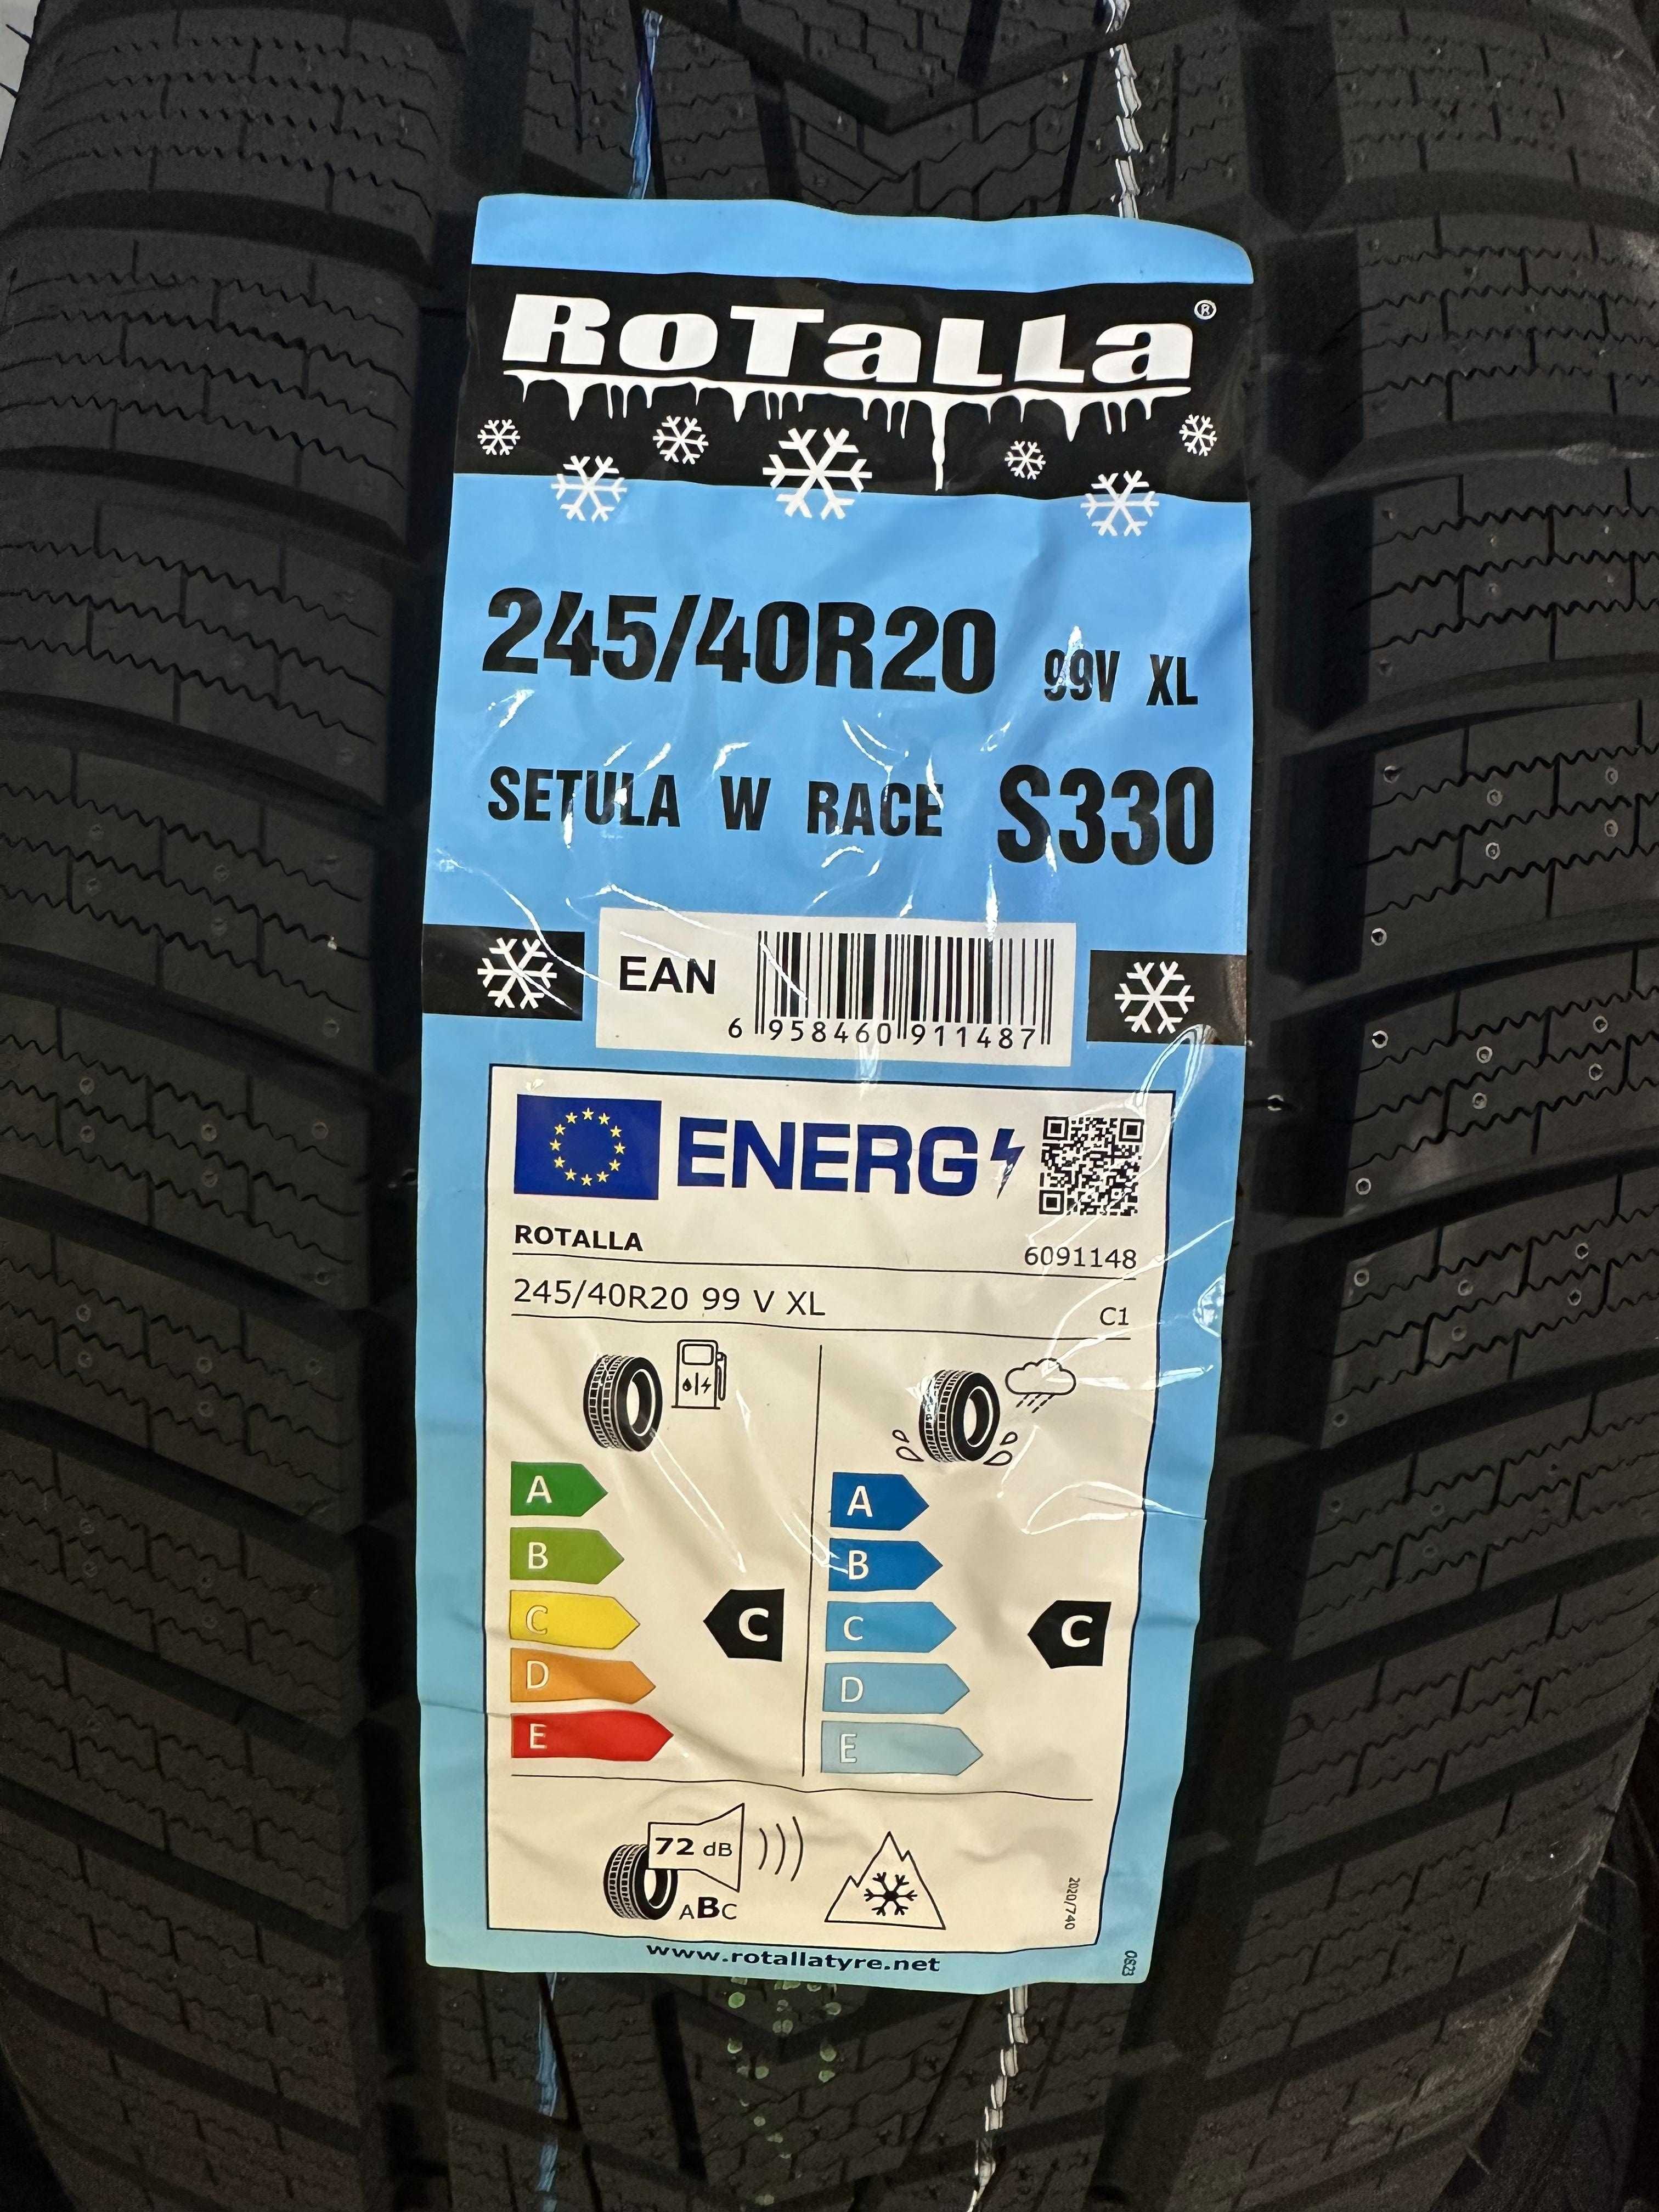 RoTaLLa®
245/40R20 99V XL
SETULA W RACE S330
EAN
6 958460 911487
ENERG
ROTALLA
6091148
245/40R20 99 V XL
C1
A
B
C
D
E
C
A
B
C
D
E
C
72 dB
ABC
2020/740
www.rotallatyre.net